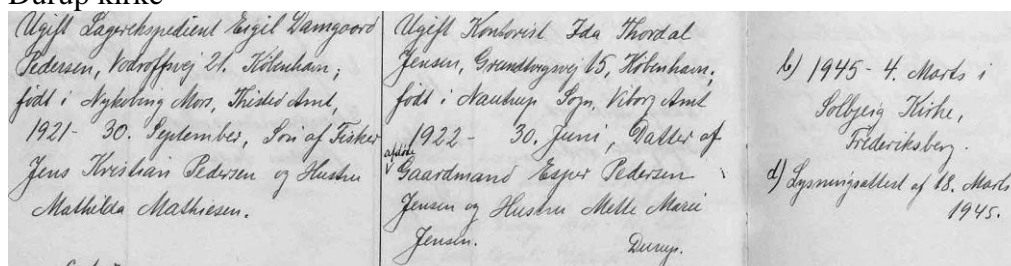 Durup kirke
Ugift Lagerekspedient Ejgil Damgaard
Pedersen, Vodroffsvej 21. København;
født i Nykøbing Mors, Thisted Amt,
1921 - 30. September, Søn af Fisker
Jens Kristian Pedersen og Hustru
Mathilda Mathiesen.
Ugift Kontorist Ida Thordal
Jensen, Grundtvigsvej 15, København;
født i Nautrup Sogn, Viborg Amt
1922 - 30. Juni, Datter af
afdøde
Gaardmand Esper Pedersen
Jensen og Hustru Mette Marie
Jensen. Durup.
b) 1945 - 4. Marts i
Solbjerg Kirke,
Frederiksberg.
d) Lysningsattest af 18. Marts
1945.